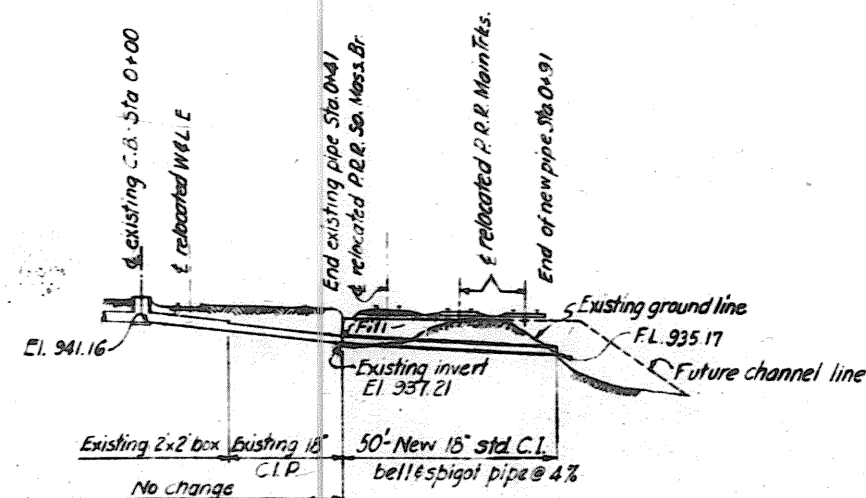 ℄ existing C.B. Sta 0+00
℄ relocated W&LE
End existing pipe Sta. 0+41
℄ relocated P.R.R. So. Mass. Br.
℄ relocated P.R.R. Main Trks.
End of new pipe Sta 0+91
El. 941.16
Fill
Existing ground line
F.L. 935.17
Existing invert
El. 937.21
Future channel line
Existing 2'x2' box
Existing 18"
C.I.P.
50'- New 18" std C.I.
bell & spigot pipe @ 4%
No change